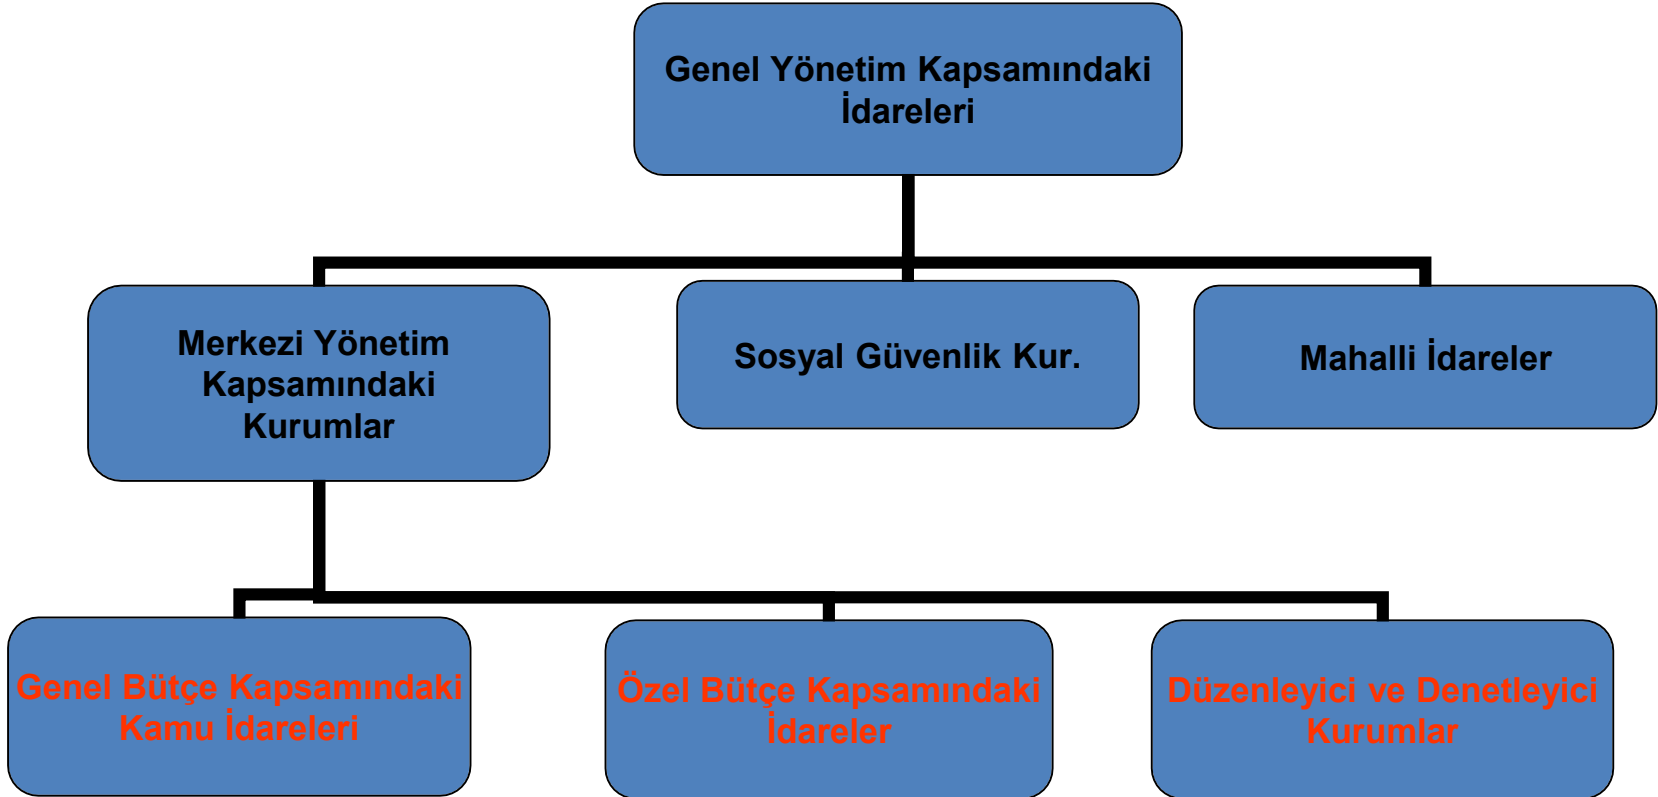 Genel Yönetim Kapsamındaki
İdareleri
Merkezi Yönetim
Kapsamındaki
Kurumlar
Sosyal Güvenlik Kur.
Mahalli İdareler
Genel Bütçe Kapsamındaki
Kamu İdareleri
Özel Bütçe Kapsamındaki
İdareler
Düzenleyici ve Denetleyici
Kurumlar